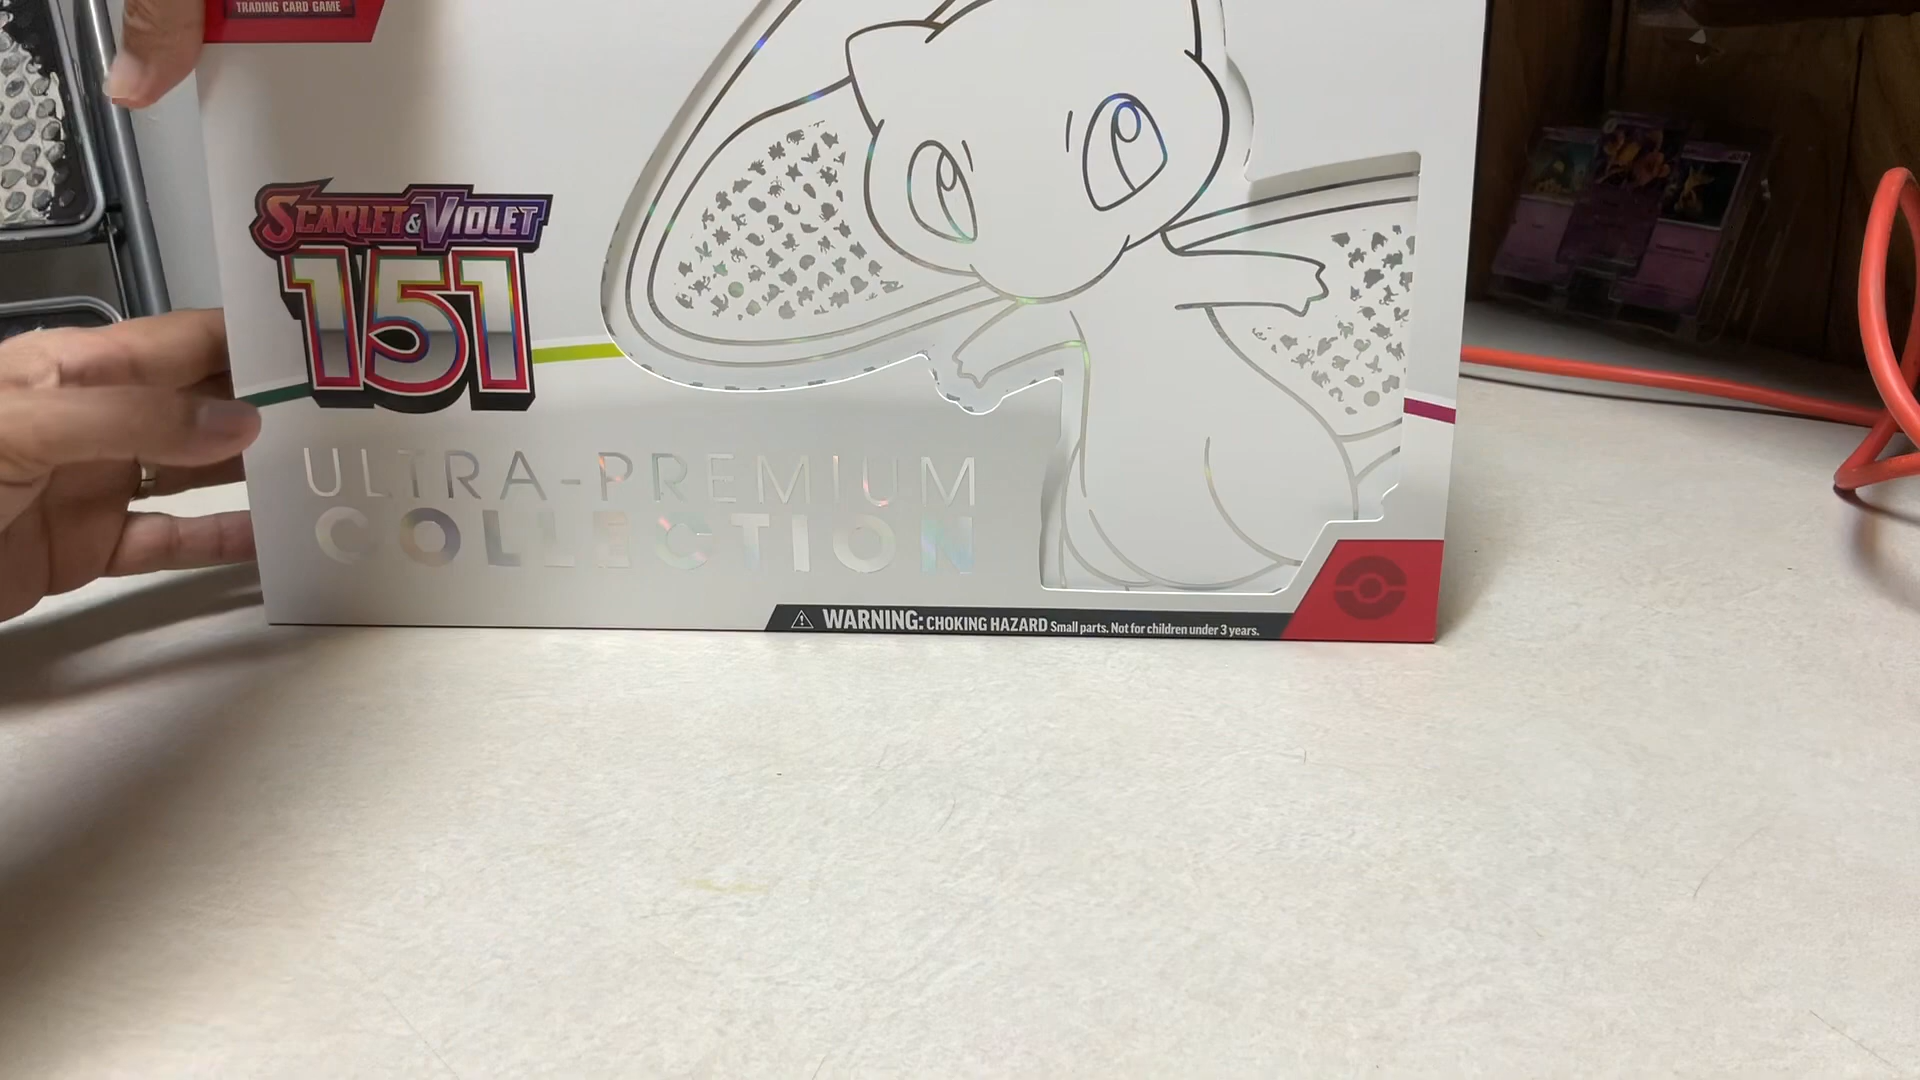 TRADING CARD GAME
SCARLET & VIOLET
151
ULTRA-PREMIUM
COLLECTION
WARNING: CHOKING HAZARD Small parts. Not for children under 3 years.